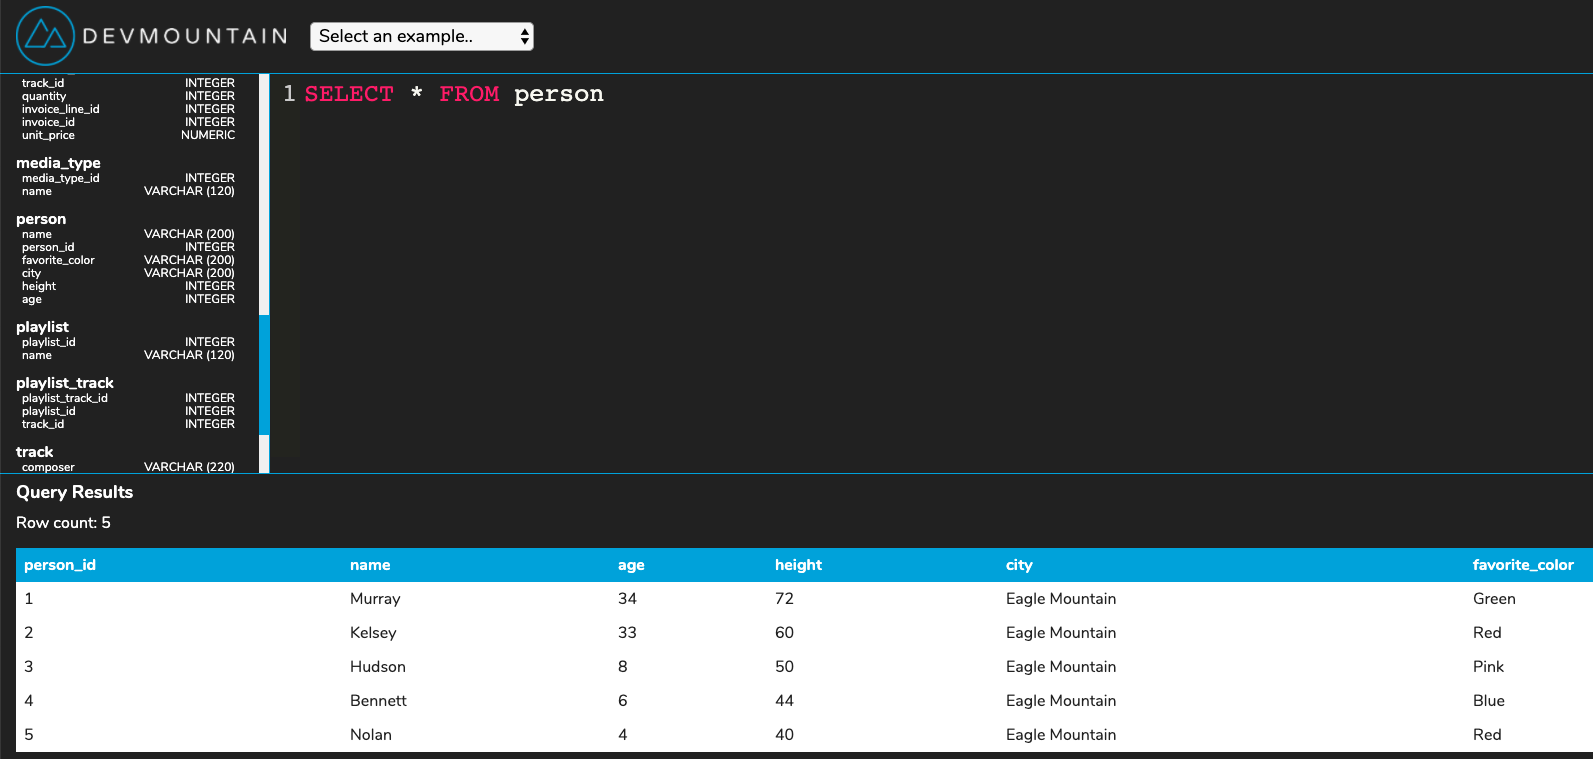 DEVMOUNTAIN
Select an example..
track_id INTEGER
quantity INTEGER
invoice_line_id INTEGER
invoice_id INTEGER
unit_price NUMERIC
media_type
media_type_id INTEGER
name VARCHAR (120)
person
name VARCHAR (200)
person_id INTEGER
favorite_color VARCHAR (200)
city VARCHAR (200)
height INTEGER
age INTEGER
playlist
playlist_id INTEGER
name VARCHAR (120)
playlist_track
playlist_track_id INTEGER
playlist_id INTEGER
track_id INTEGER
track
composer VARCHAR (220)
1 SELECT * FROM person
Query Results
Row count: 5
person_id name age height city favorite_color
1 Murray 34 72 Eagle Mountain Green
2 Kelsey 33 60 Eagle Mountain Red
3 Hudson 8 50 Eagle Mountain Pink
4 Bennett 6 44 Eagle Mountain Blue
5 Nolan 4 40 Eagle Mountain Red